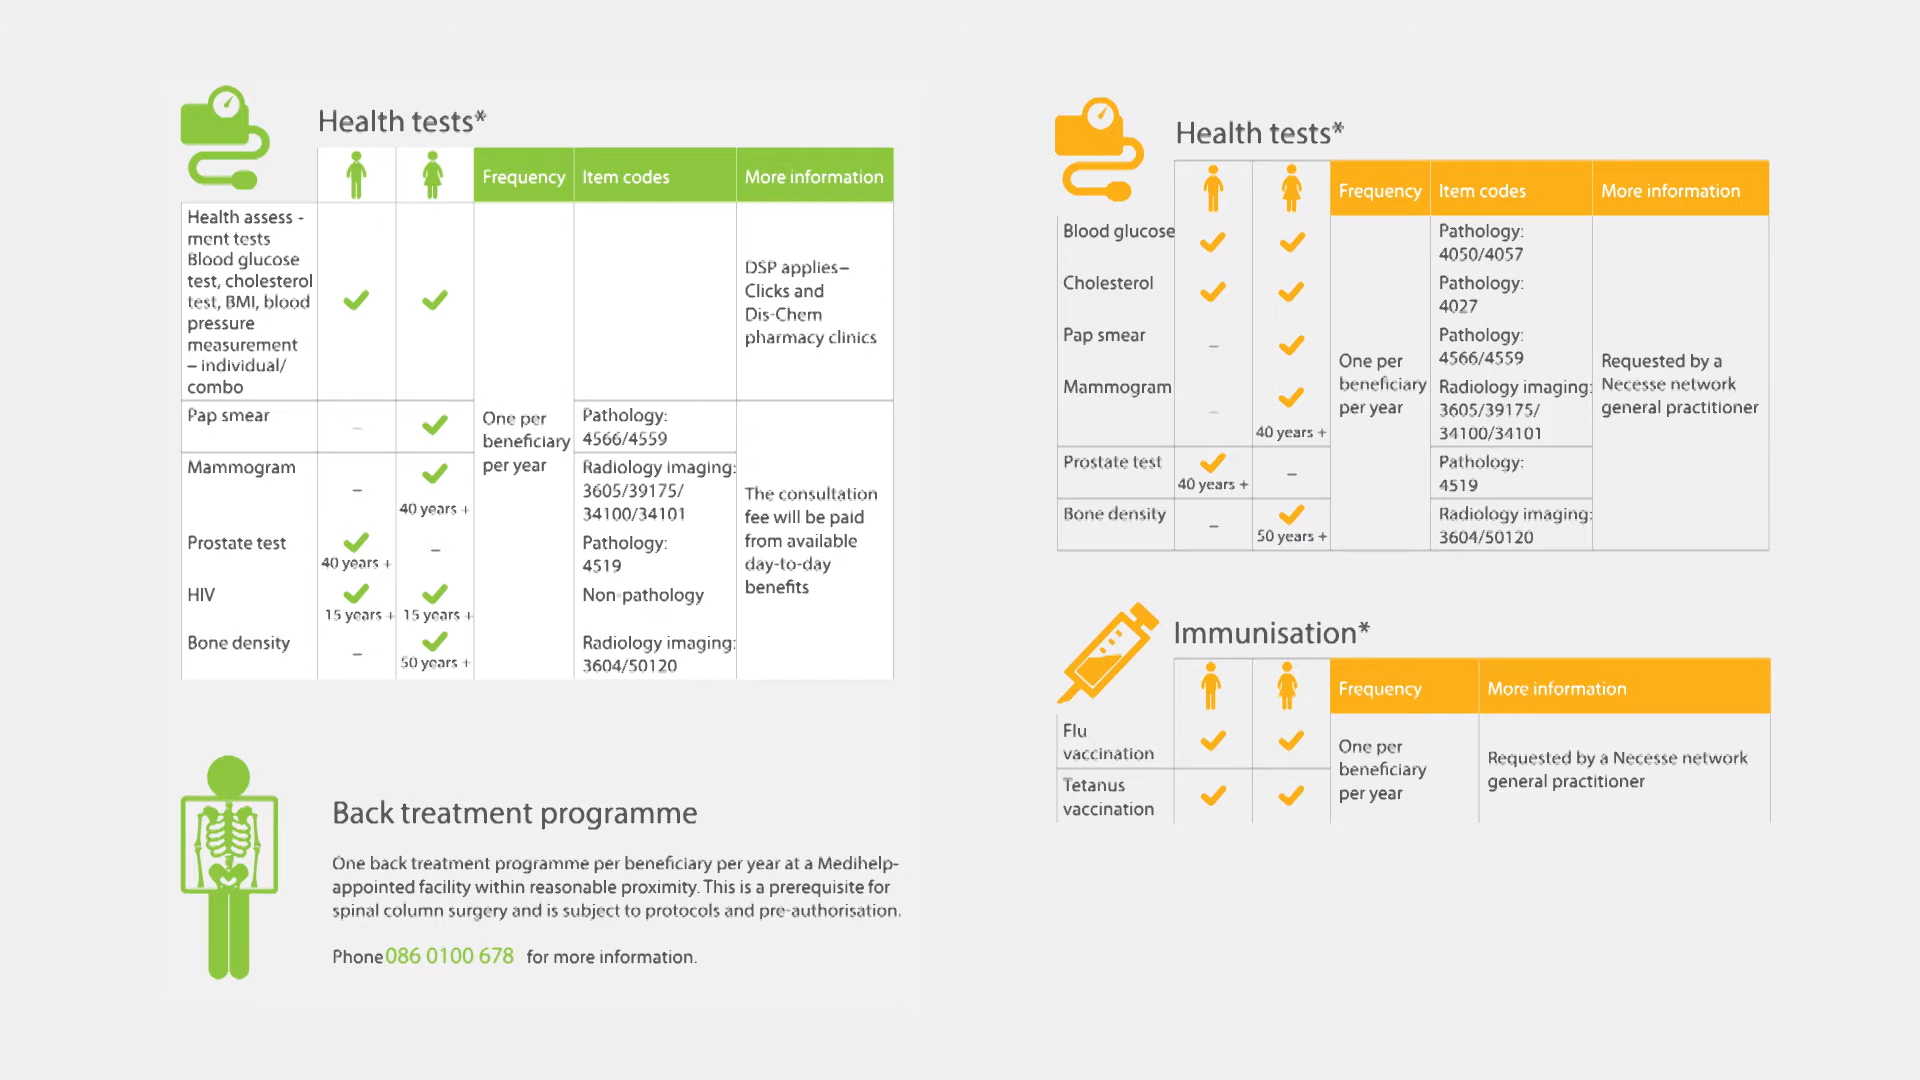 Health tests*
Frequency Item codes More information
Health assess -
ment tests
Blood glucose
test, cholesterol
test, BMI, blood
pressure
measurement
– individual/
combo
DSP applies–
Clicks and
Dis-Chem
pharmacy clinics
One per
beneficiary
per year
Pap smear
–
Pathology:
4566/4559
Mammogram
–
40 years +
Radiology imaging:
3605/39175/
34100/34101
Prostate test
40 years +
–
Pathology:
4519
HIV
15 years + 15 years +
Non-pathology
Bone density
–
50 years +
Radiology imaging:
3604/50120
The consultation
fee will be paid
from available
day-to-day
benefits
Back treatment programme
One back treatment programme per beneficiary per year at a Medihelp-
appointed facility within reasonable proximity. This is a prerequisite for
spinal column surgery and is subject to protocols and pre-authorisation.
Phone 086 0100 678 for more information.
Health tests*
Frequency Item codes More information
Blood glucose
Pathology:
4050/4057
Cholesterol
Pathology:
4027
Pap smear
–
Pathology:
4566/4559
Mammogram
–
40 years +
Radiology imaging:
3605/39175/
34100/34101
One per
beneficiary
per year
Requested by a
Necesse network
general practitioner
Prostate test
40 years +
–
Pathology:
4519
Bone density
–
50 years +
Radiology imaging:
3604/50120
Immunisation*
Frequency More information
Flu
vaccination
Tetanus
vaccination
One per
beneficiary
per year
Requested by a Necesse network
general practitioner